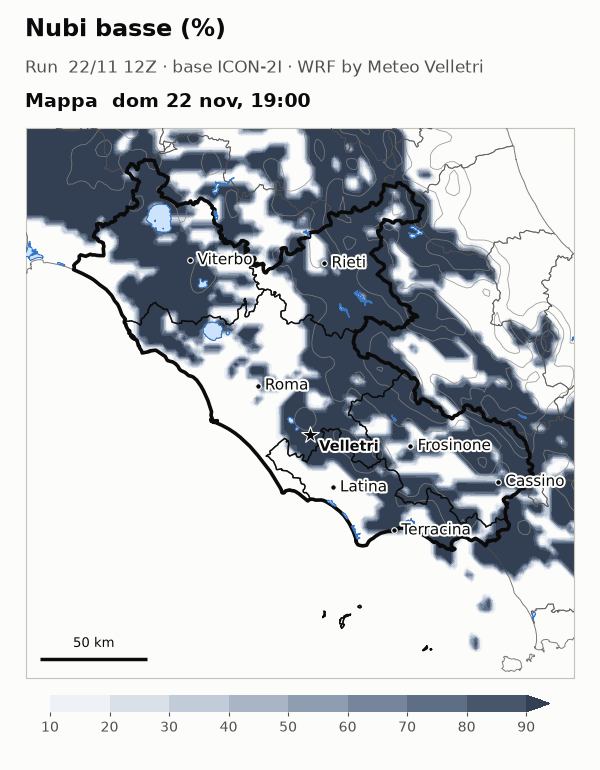 Nubi basse (%)
Run 22/11 12Z · base ICON-2I · WRF by Meteo Velletri
Mappa dom 22 nov, 19:00
Viterbo
Rieti
Roma
Velletri
Frosinone
Cassino
Latina
Terracina
50 km
10 20 30 40 50 60 70 80 90